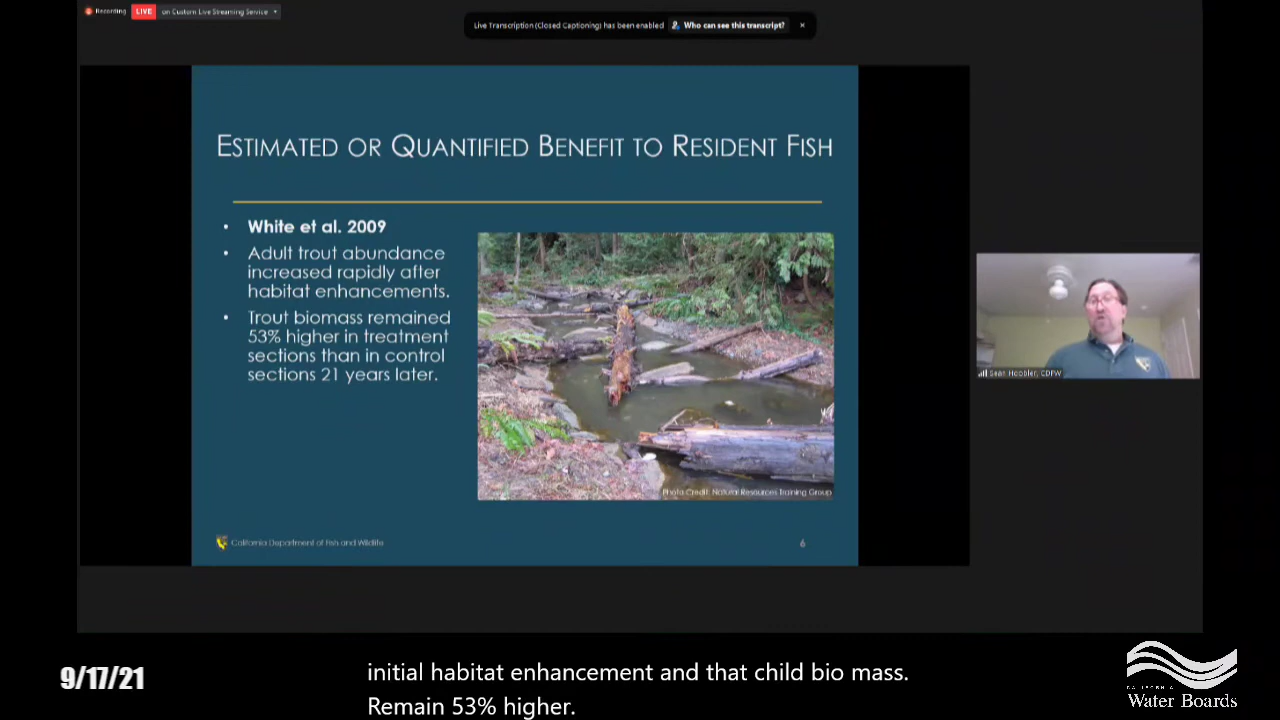 Recording
LIVE
on Custom Live Streaming Service
Live Transcription (Closed Captioning) has been enabled
Who can see this transcript?
ESTIMATED OR QUANTIFIED BENEFIT TO RESIDENT FISH
• White et al. 2009
• Adult trout abundance
increased rapidly after
habitat enhancements.
• Trout biomass remained
53% higher in treatment
sections than in control
sections 21 years later.
Photo Credit: Natural Resources Training Group
California Department of Fish and Wildlife
6
Sean Hoobler, CDFW
9/17/21
initial habitat enhancement and that child bio mass.
Remain 53% higher.
CALIFORNIA
Water Boards